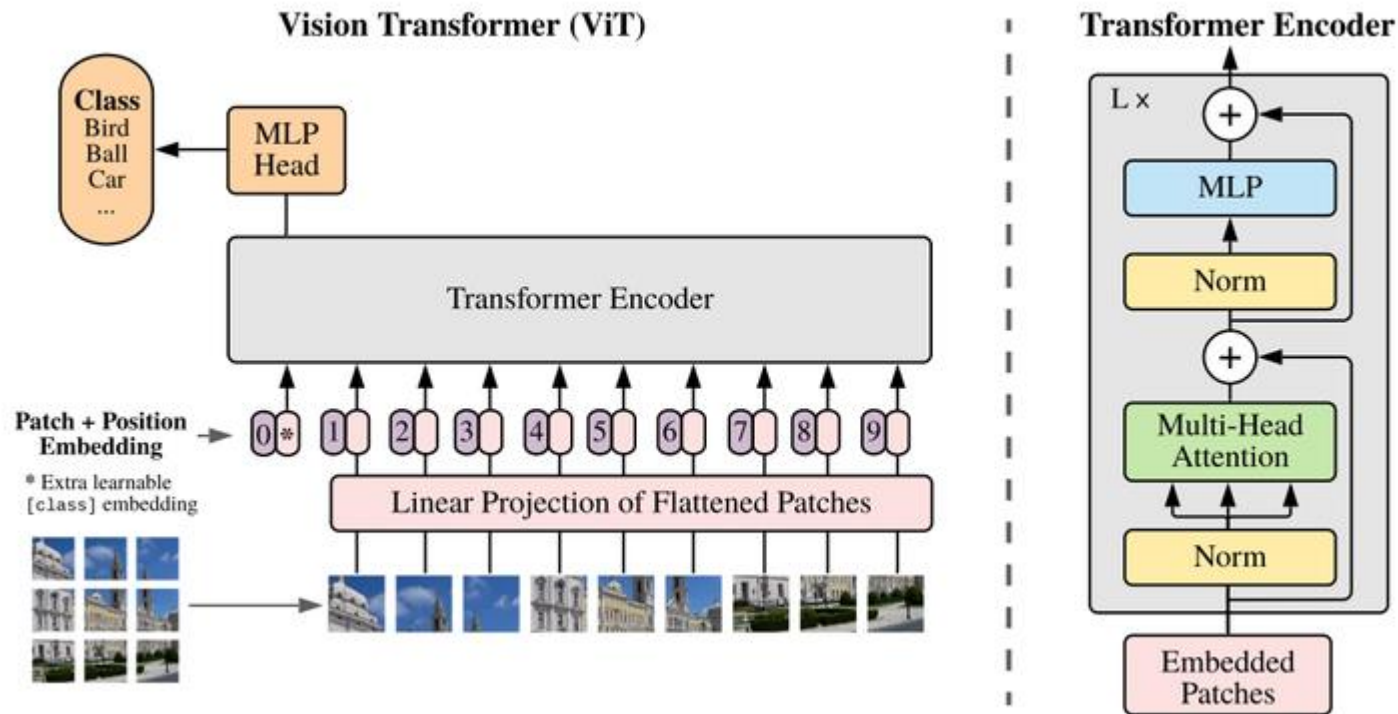 Vision Transformer (ViT)
Class
Bird
Ball
Car
...
MLP
Head
Transformer Encoder
Patch + Position
Embedding
0 * 1 2 3 4 5 6 7 8 9
* Extra learnable
[class] embedding
Linear Projection of Flattened Patches
Transformer Encoder
L ×
+
MLP
Norm
+
Multi-Head
Attention
Norm
Embedded
Patches